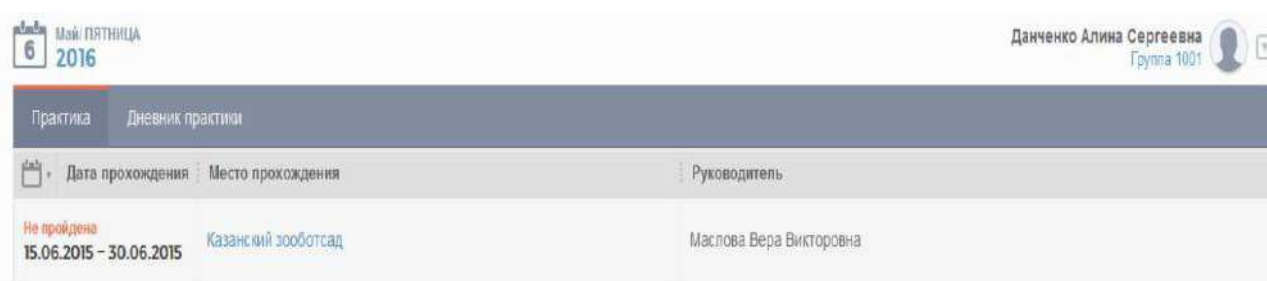 6
Май/ ПЯТНИЦА
2016
Данченко Алина Сергеевна
Группа 1001
Практика
Дневник практики
Дата прохождения
Место прохождения
Руководитель
Не пройдена
15.06.2015 – 30.06.2015
Казанский зооботсад
Маслова Вера Викторовна